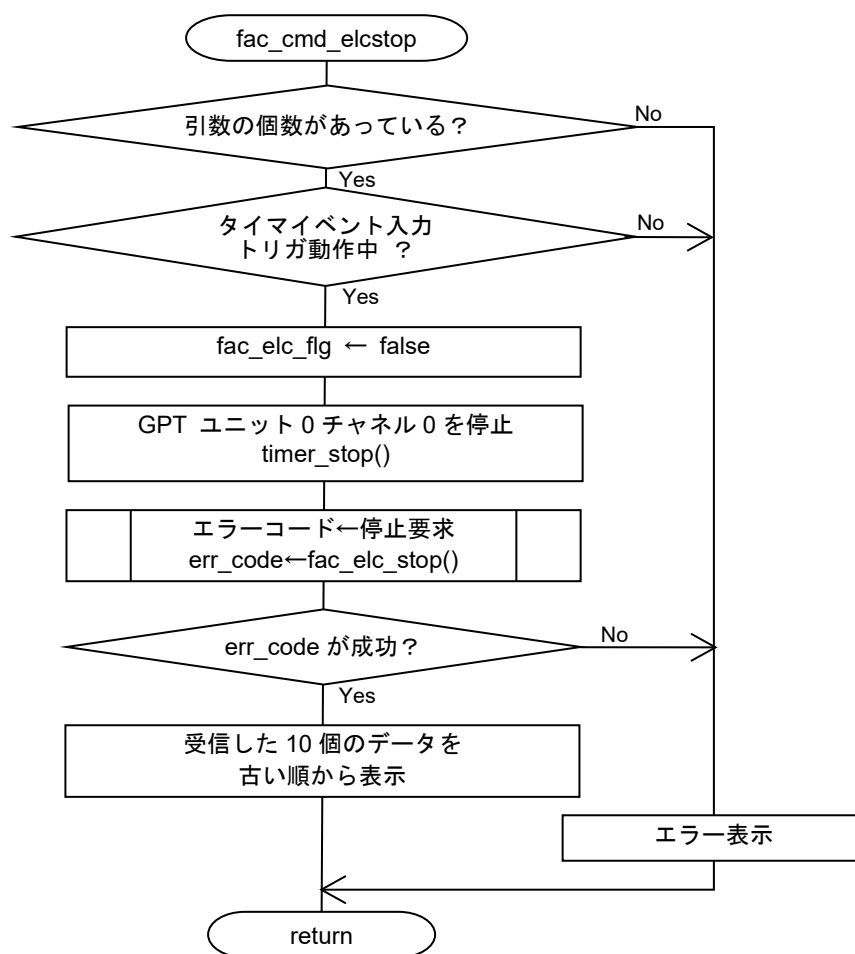 fac_cmd_elcstop
引数の個数があっている？
No
Yes
タイマイベント入力
トリガ動作中 ？
No
Yes
fac_elc_flg ← false
GPT ユニット 0 チャネル 0 を停止
timer_stop()
エラーコード←停止要求
err_code←fac_elc_stop()
err_code が成功？
No
Yes
受信した 10 個のデータを
古い順から表示
エラー表示
return